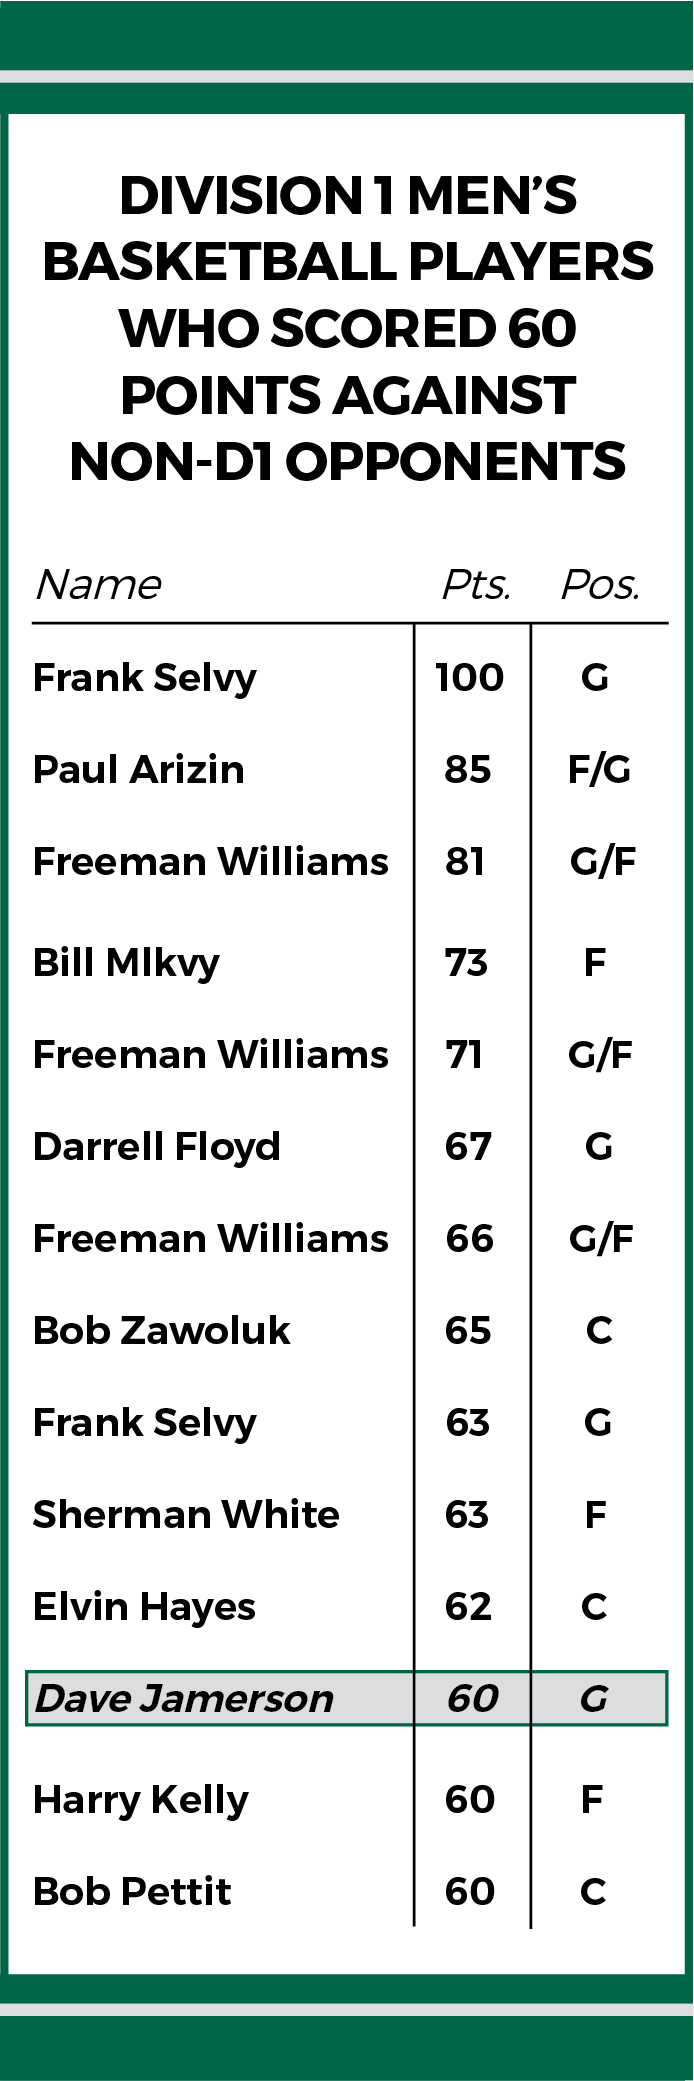 DIVISION 1 MEN’S
BASKETBALL PLAYERS
WHO SCORED 60
POINTS AGAINST
NON-D1 OPPONENTS
Name Pts. Pos.
Frank Selvy 100 G
Paul Arizin 85 F/G
Freeman Williams 81 G/F
Bill Mlkvy 73 F
Freeman Williams 71 G/F
Darrell Floyd 67 G
Freeman Williams 66 G/F
Bob Zawoluk 65 C
Frank Selvy 63 G
Sherman White 63 F
Elvin Hayes 62 C
Dave Jamerson 60 G
Harry Kelly 60 F
Bob Pettit 60 C